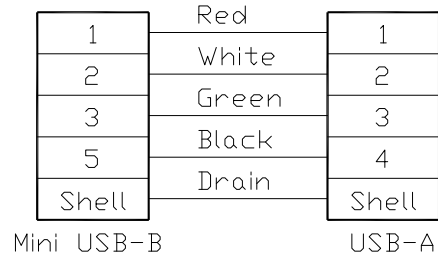 Red
1 1
White
2 2
Green
3 3
Black
5 4
Drain
Shell Shell
Mini USB-B USB-A